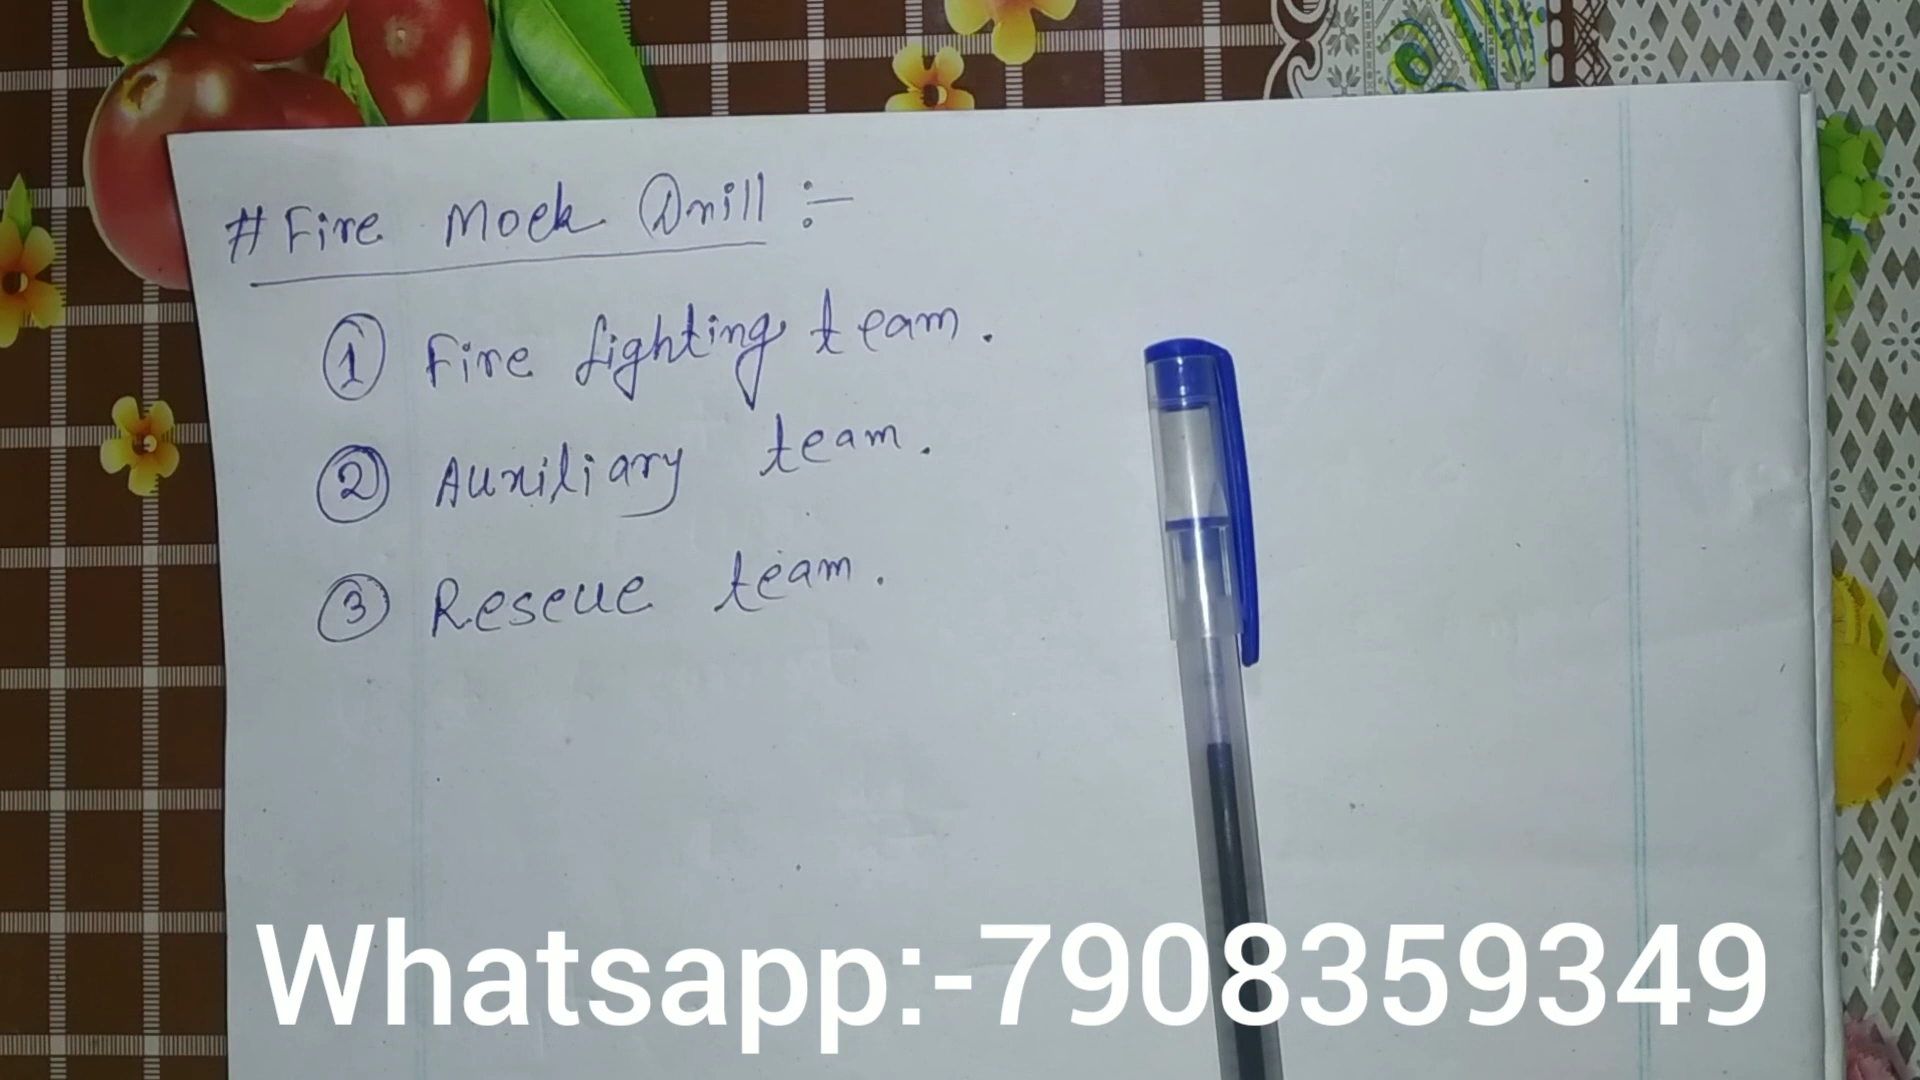 # Fire Mock Drill :-
① Fire fighting team.
② Auxiliary team.
③ Rescue team.
Whatsapp:-7908359349